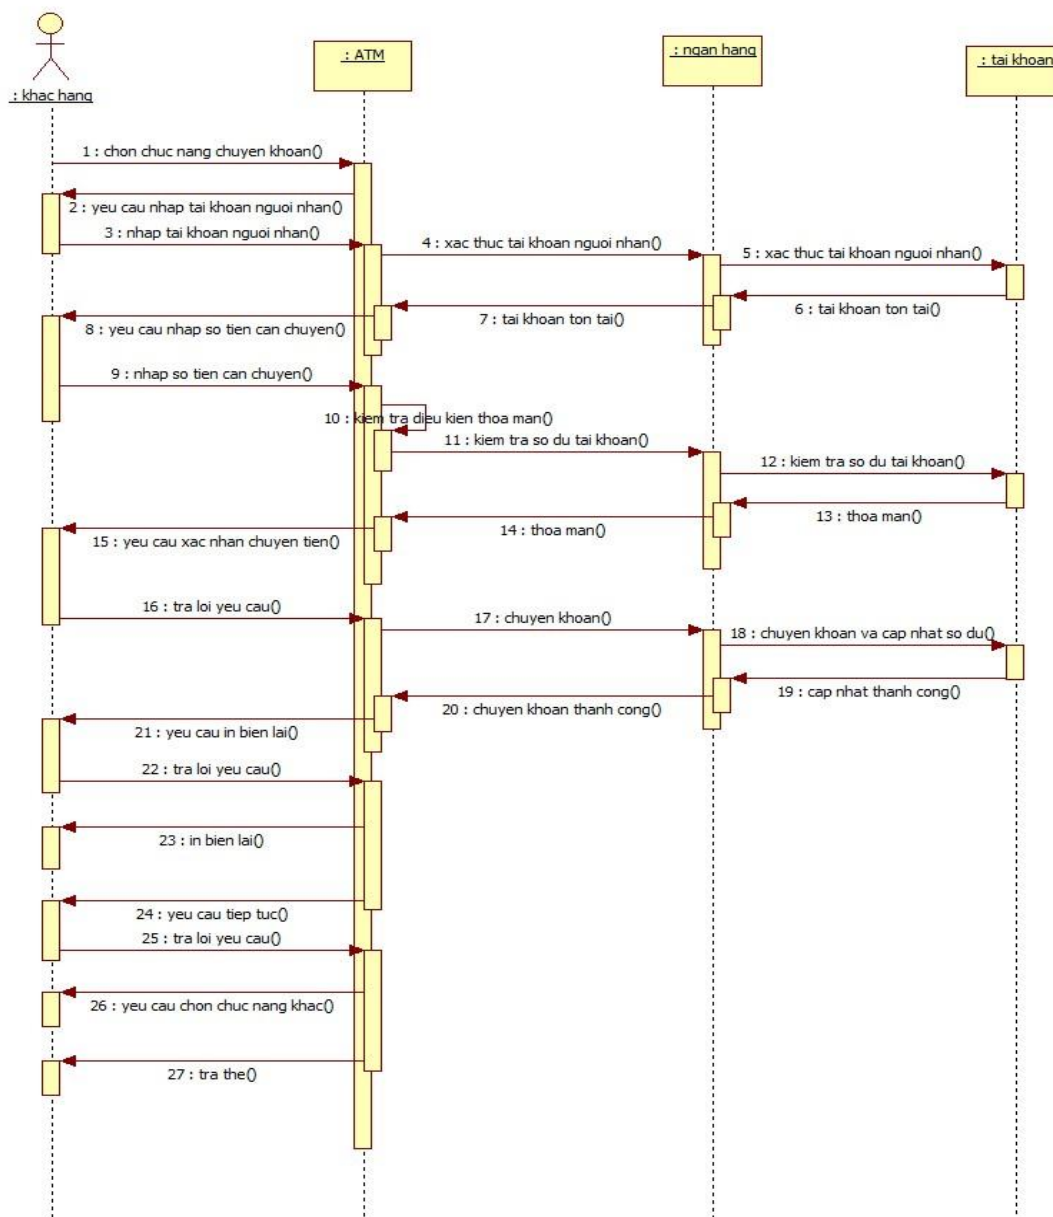 : khac hang
: ATM
: ngan hang
: tai khoan
1 : chon chuc nang chuyen khoan()
2 : yeu cau nhap tai khoan nguoi nhan()
3 : nhap tai khoan nguoi nhan()
4 : xac thuc tai khoan nguoi nhan()
5 : xac thuc tai khoan nguoi nhan()
6 : tai khoan ton tai()
7 : tai khoan ton tai()
8 : yeu cau nhap so tien can chuyen()
9 : nhap so tien can chuyen()
10 : kiem tra dieu kien thoa man()
11 : kiem tra so du tai khoan()
12 : kiem tra so du tai khoan()
13 : thoa man()
14 : thoa man()
15 : yeu cau xac nhan chuyen tien()
16 : tra loi yeu cau()
17 : chuyen khoan()
18 : chuyen khoan va cap nhat so du()
19 : cap nhat thanh cong()
20 : chuyen khoan thanh cong()
21 : yeu cau in bien lai()
22 : tra loi yeu cau()
23 : in bien lai()
24 : yeu cau tiep tuc()
25 : tra loi yeu cau()
26 : yeu cau chon chuc nang khac()
27 : tra the()